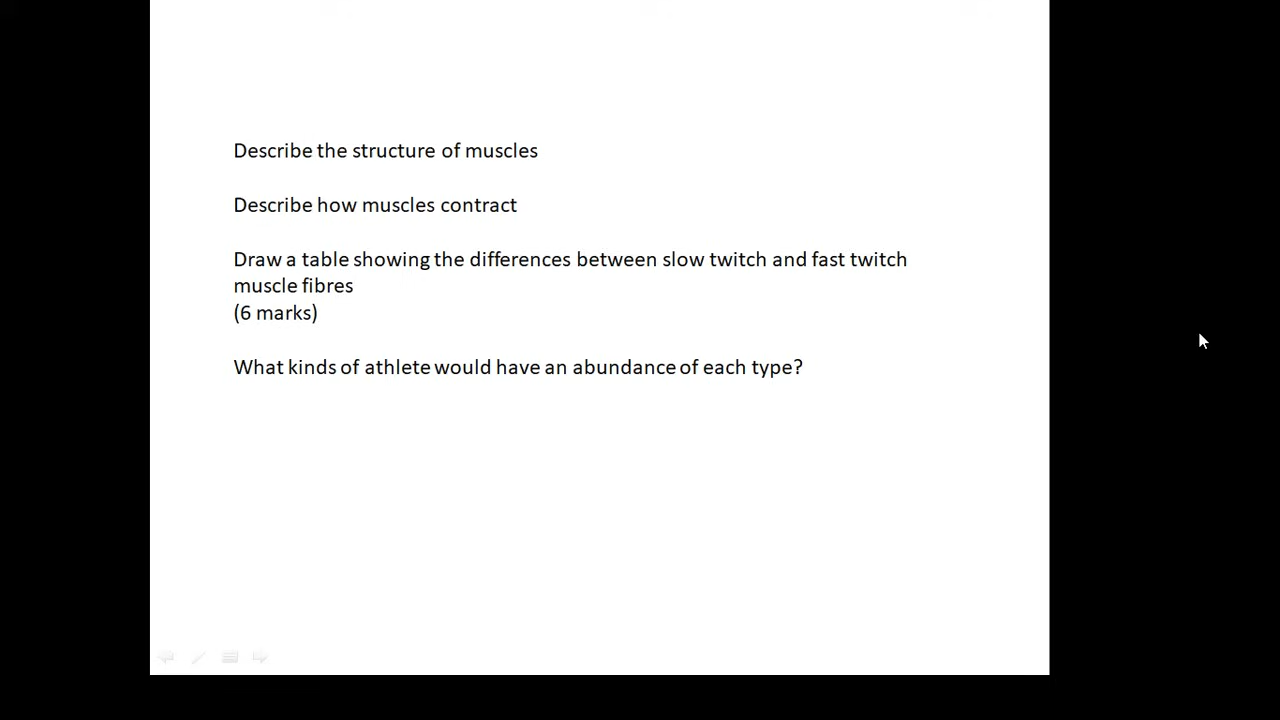 Describe the structure of muscles
Describe how muscles contract
Draw a table showing the differences between slow twitch and fast twitch
muscle fibres
(6 marks)
What kinds of athlete would have an abundance of each type?